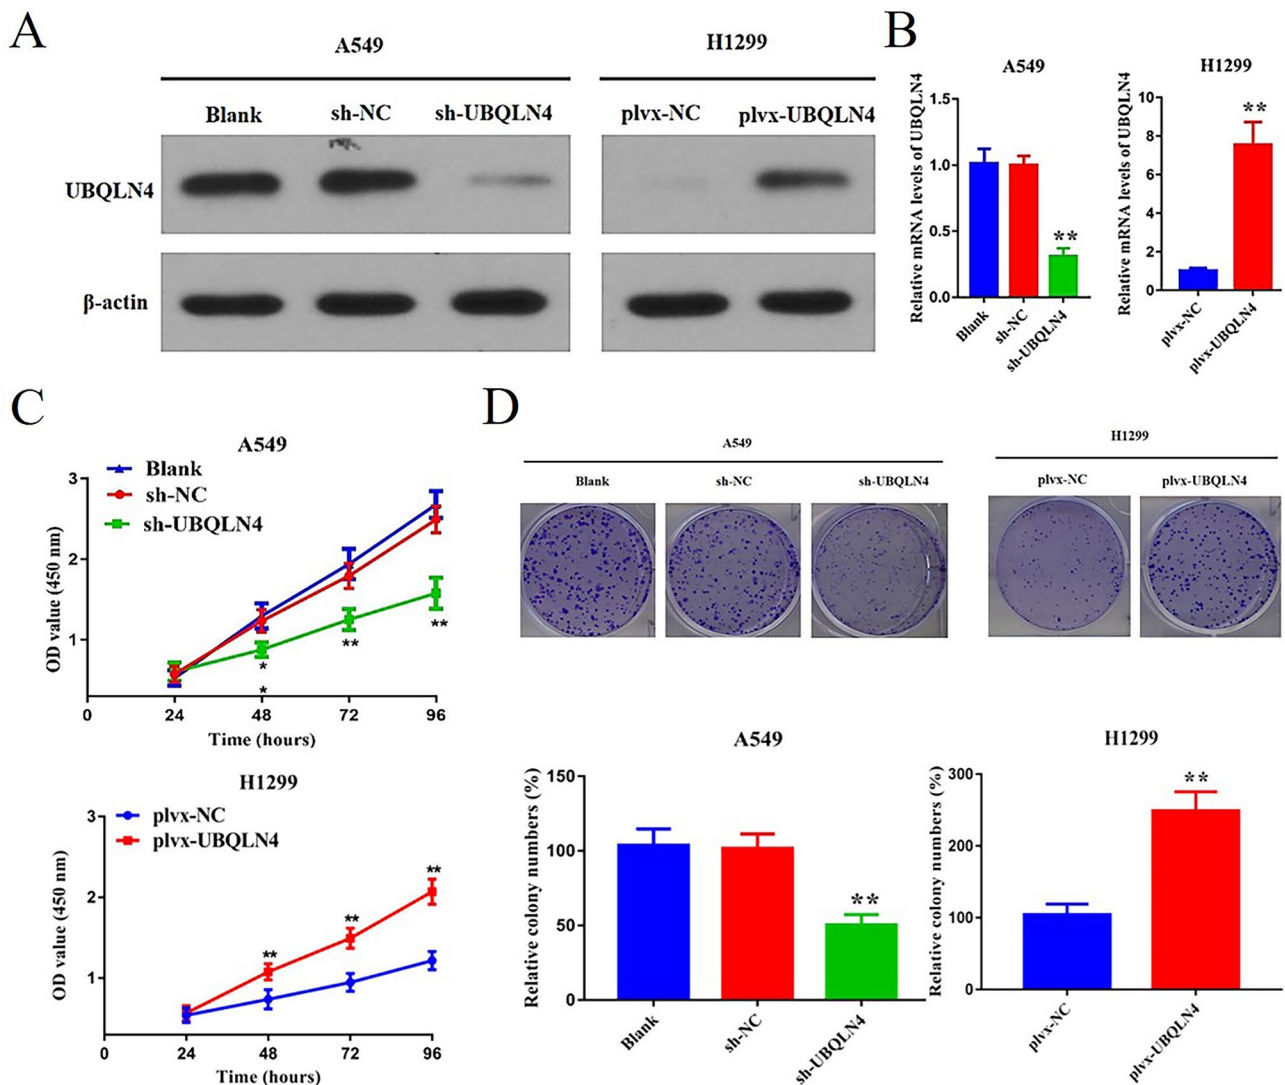 A
A549
H1299
Blank
sh-NC
sh-UBQLN4
plvx-NC
plvx-UBQLN4
UBQLN4
β-actin
B
A549
Relative mRNA levels of UBQLN4
1.5
1.0
0.5
0.0
**
Blank
sh-NC
sh-UBQLN4
H1299
Relative mRNA levels of UBQLN4
10
8
6
4
2
0
**
plvx-NC
plvx-UBQLN4
C
A549
Blank
sh-NC
sh-UBQLN4
OD value (450 nm)
3
2
1
*
*
**
**
0
24
48
72
96
Time (hours)
H1299
plvx-NC
plvx-UBQLN4
OD value (450 nm)
3
2
1
**
**
**
0
24
48
72
96
Time (hours)
D
A549
H1299
Blank
sh-NC
sh-UBQLN4
plvx-NC
plvx-UBQLN4
A549
Relative colony numbers (%)
150
100
50
0
**
Blank
sh-NC
sh-UBQLN4
H1299
Relative colony numbers (%)
300
200
100
0
**
plvx-NC
plvx-UBQLN4